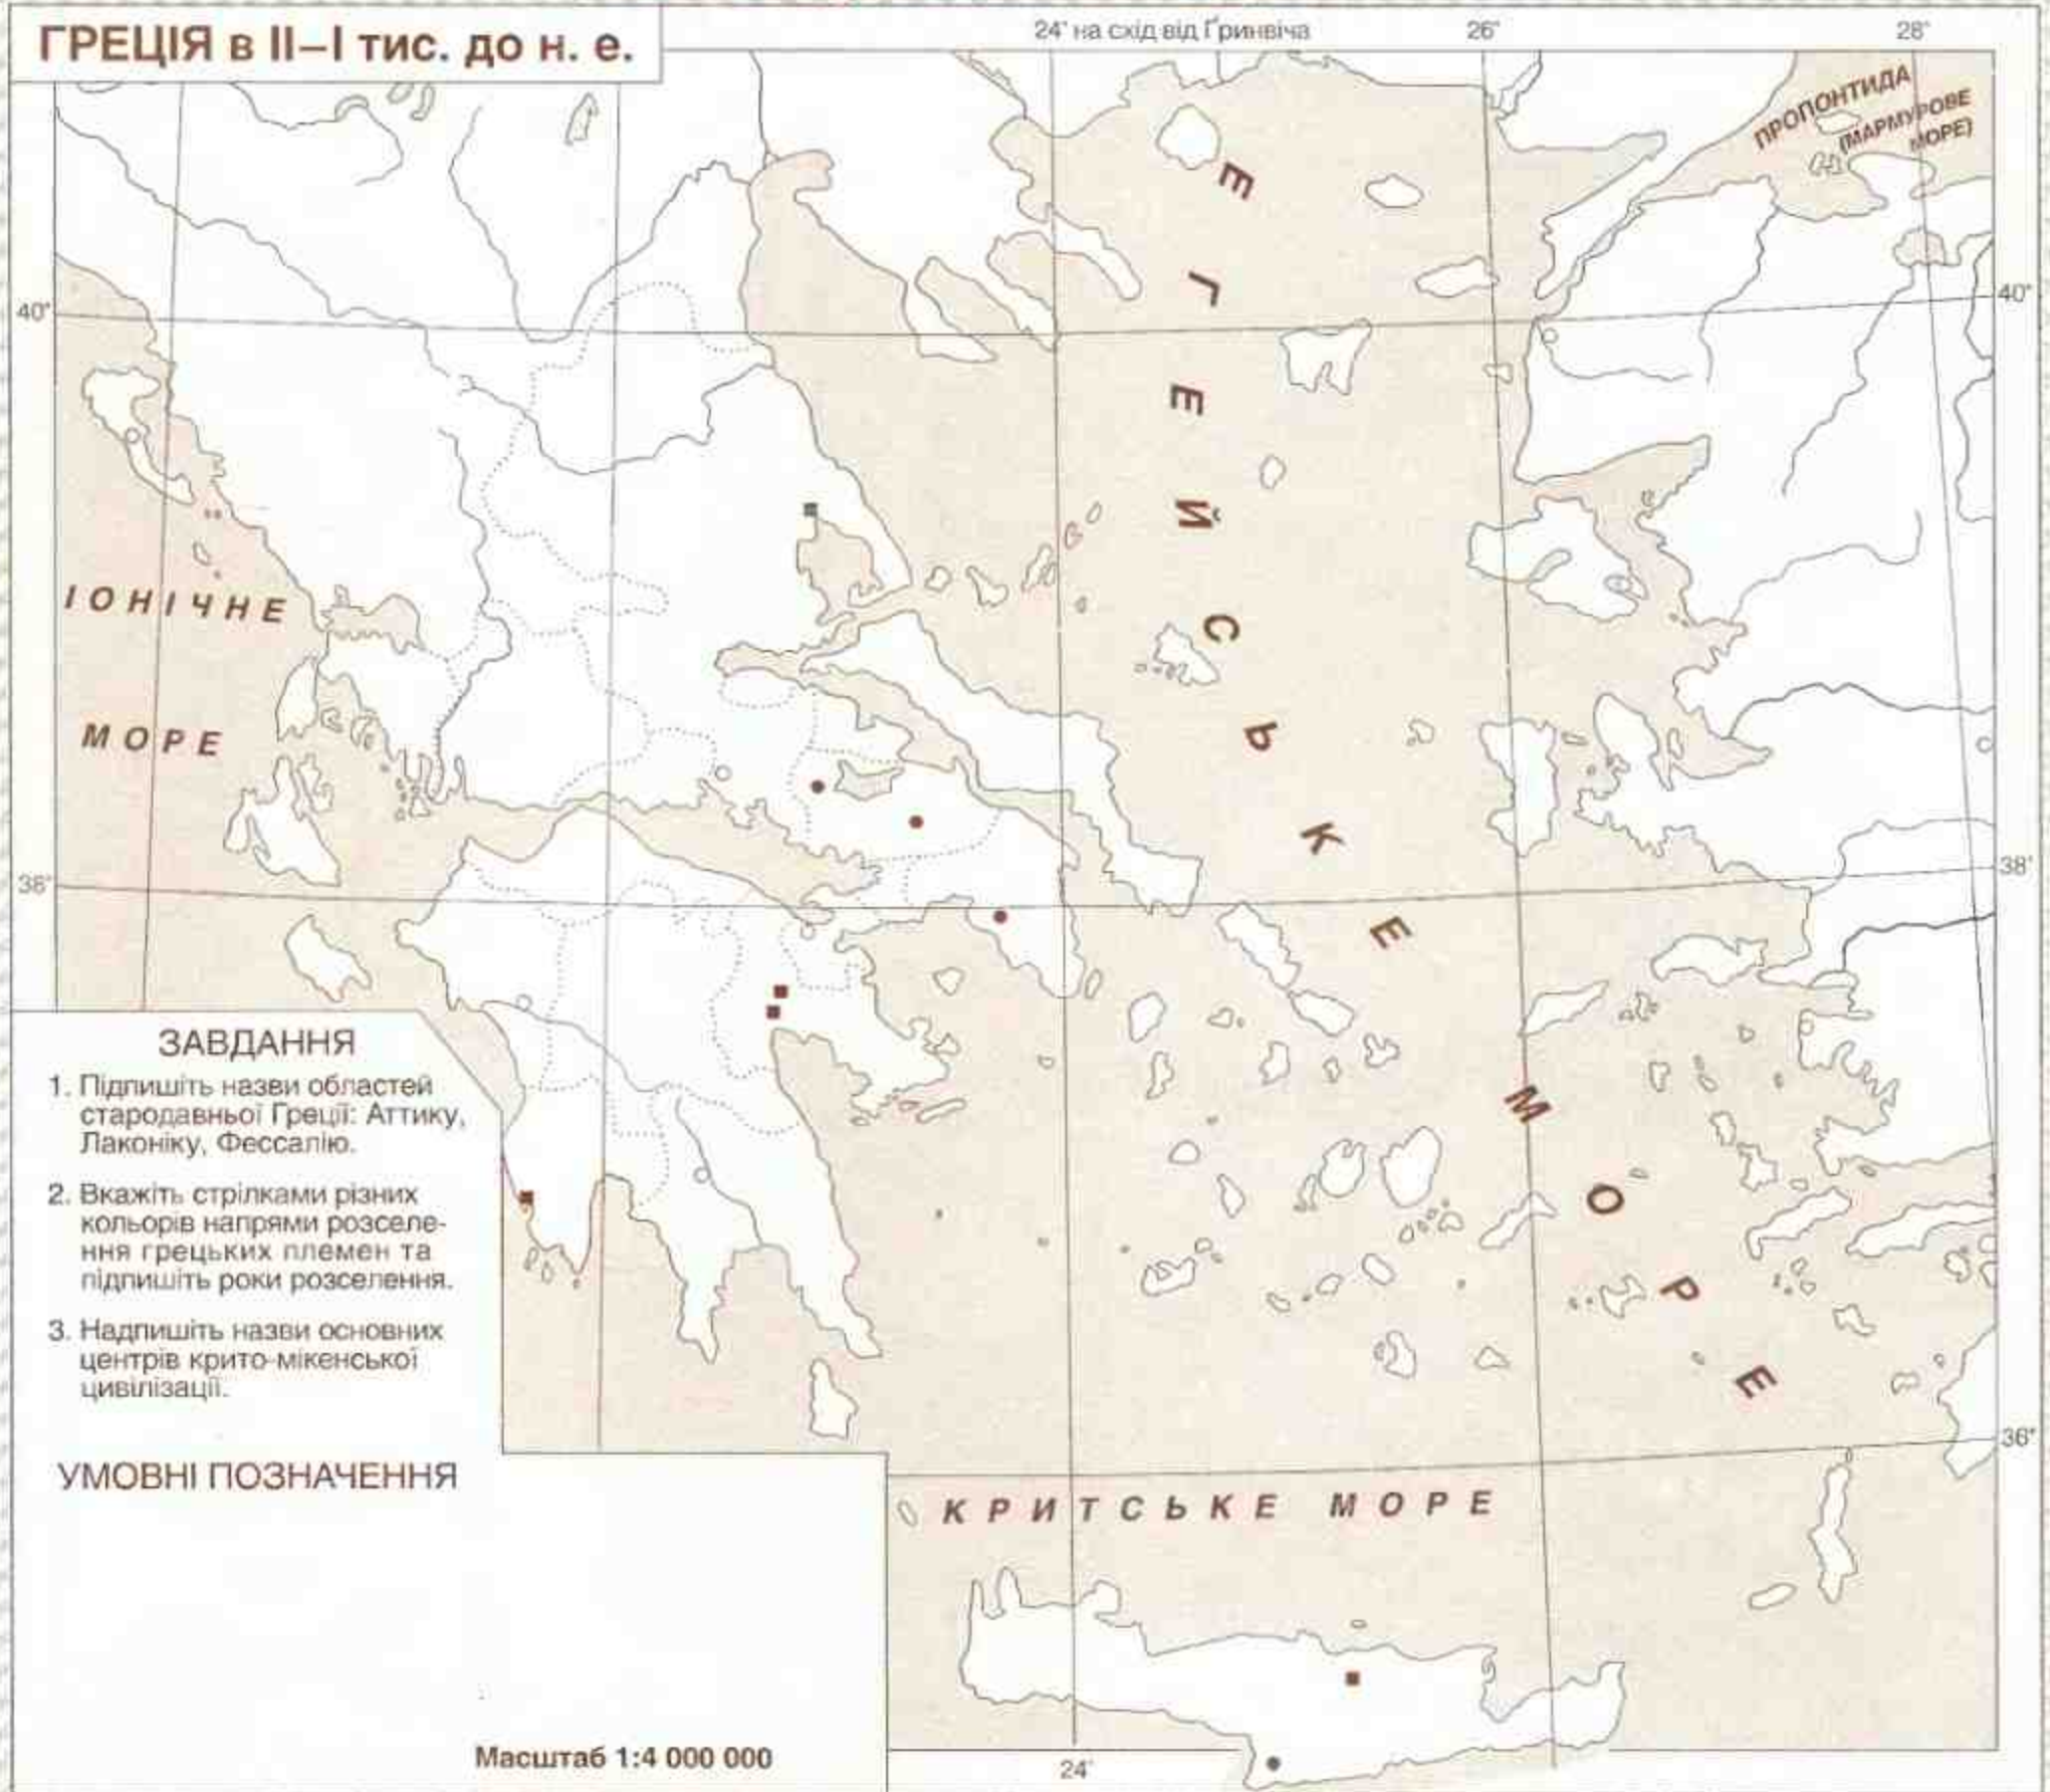 ГРЕЦІЯ в II–I тис. до н. е.
24° на схід від Ґринвіча
26°
28°
ПРОПОНТИДА
(МАРМУРОВЕ
МОРЕ)
40°
40°
ЕГЕЙСЬКЕ МОРЕ
ІОНІЧНЕ
МОРЕ
38°
38°
ЗАВДАННЯ
1. Підпишіть назви областей
стародавньої Греції: Аттику,
Лаконіку, Фессалію.
2. Вкажіть стрілками різних
кольорів напрями розселе-
ння грецьких племен та
підпишіть роки розселення.
3. Надпишіть назви основних
центрів крито-мікенської
цивілізації.
УМОВНІ ПОЗНАЧЕННЯ
36°
КРИТСЬКЕ МОРЕ
Масштаб 1:4 000 000
24°